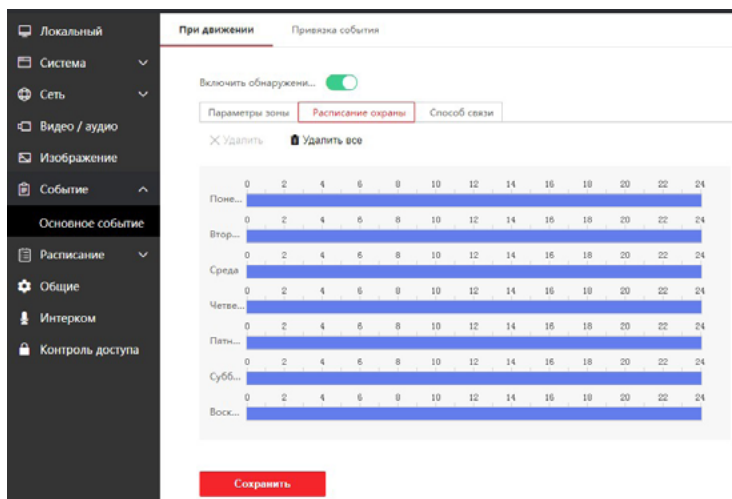 Локальный
Система
Сеть
Видео / аудио
Изображение
Событие
Основное событие
Расписание
Общие
Интерком
Контроль доступа
При движении Привязка события
Включить обнаружени...
Параметры зоны Расписание охраны Способ связи
Удалить Удалить все
0 2 4 6 8 10 12 14 16 18 20 22 24
Поне...
0 2 4 6 8 10 12 14 16 18 20 22 24
Втор...
0 2 4 6 8 10 12 14 16 18 20 22 24
Среда
0 2 4 6 8 10 12 14 16 18 20 22 24
Четве...
0 2 4 6 8 10 12 14 16 18 20 22 24
Пятн...
0 2 4 6 8 10 12 14 16 18 20 22 24
Субб...
0 2 4 6 8 10 12 14 16 18 20 22 24
Воск...
Сохранить